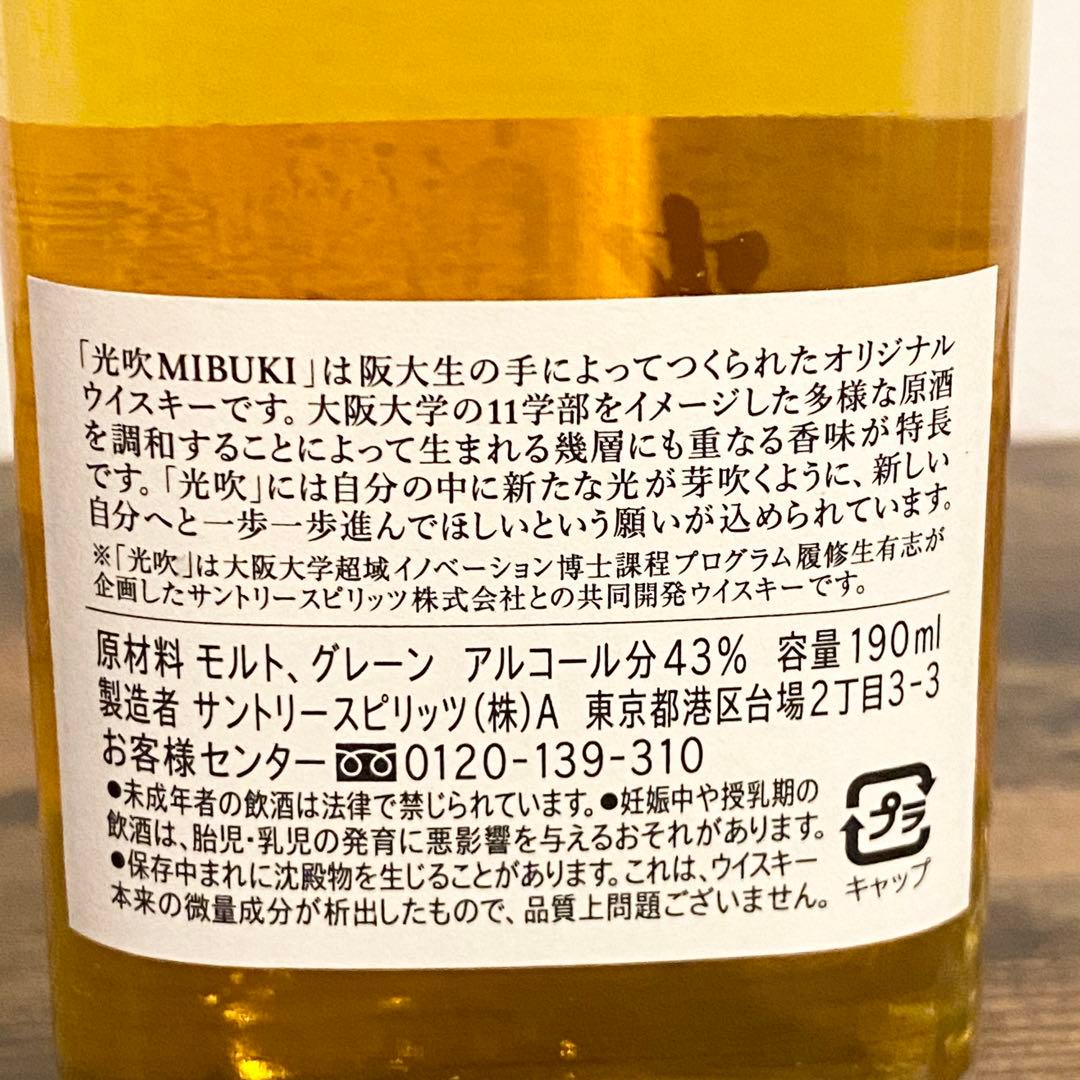 「光吹MIBUKI」は阪大生の手によってつくられたオリジナル
ウイスキーです。大阪大学の11学部をイメージした多様な原酒
を調和することによって生まれる幾層にも重なる香味が特長
です。「光吹」には自分の中に新たな光が芽吹くように、新しい
自分へと一歩一歩進んでほしいという願いが込められています。
※「光吹」は大阪大学超域イノベーション博士課程プログラム履修生有志が
企画したサントリースピリッツ株式会社との共同開発ウイスキーです。
原材料 モルト、グレーン アルコール分43% 容量190ml
製造者 サントリースピリッツ(株)A 東京都港区台場2丁目3-3
お客様センター 0120-139-310
●未成年者の飲酒は法律で禁じられています。●妊娠中や授乳期の
飲酒は、胎児・乳児の発育に悪影響を与えるおそれがあります。
●保存中まれに沈殿物を生じることがあります。これは、ウイスキー
本来の微量成分が析出したもので、品質上問題ございません。
プラ
キャップ